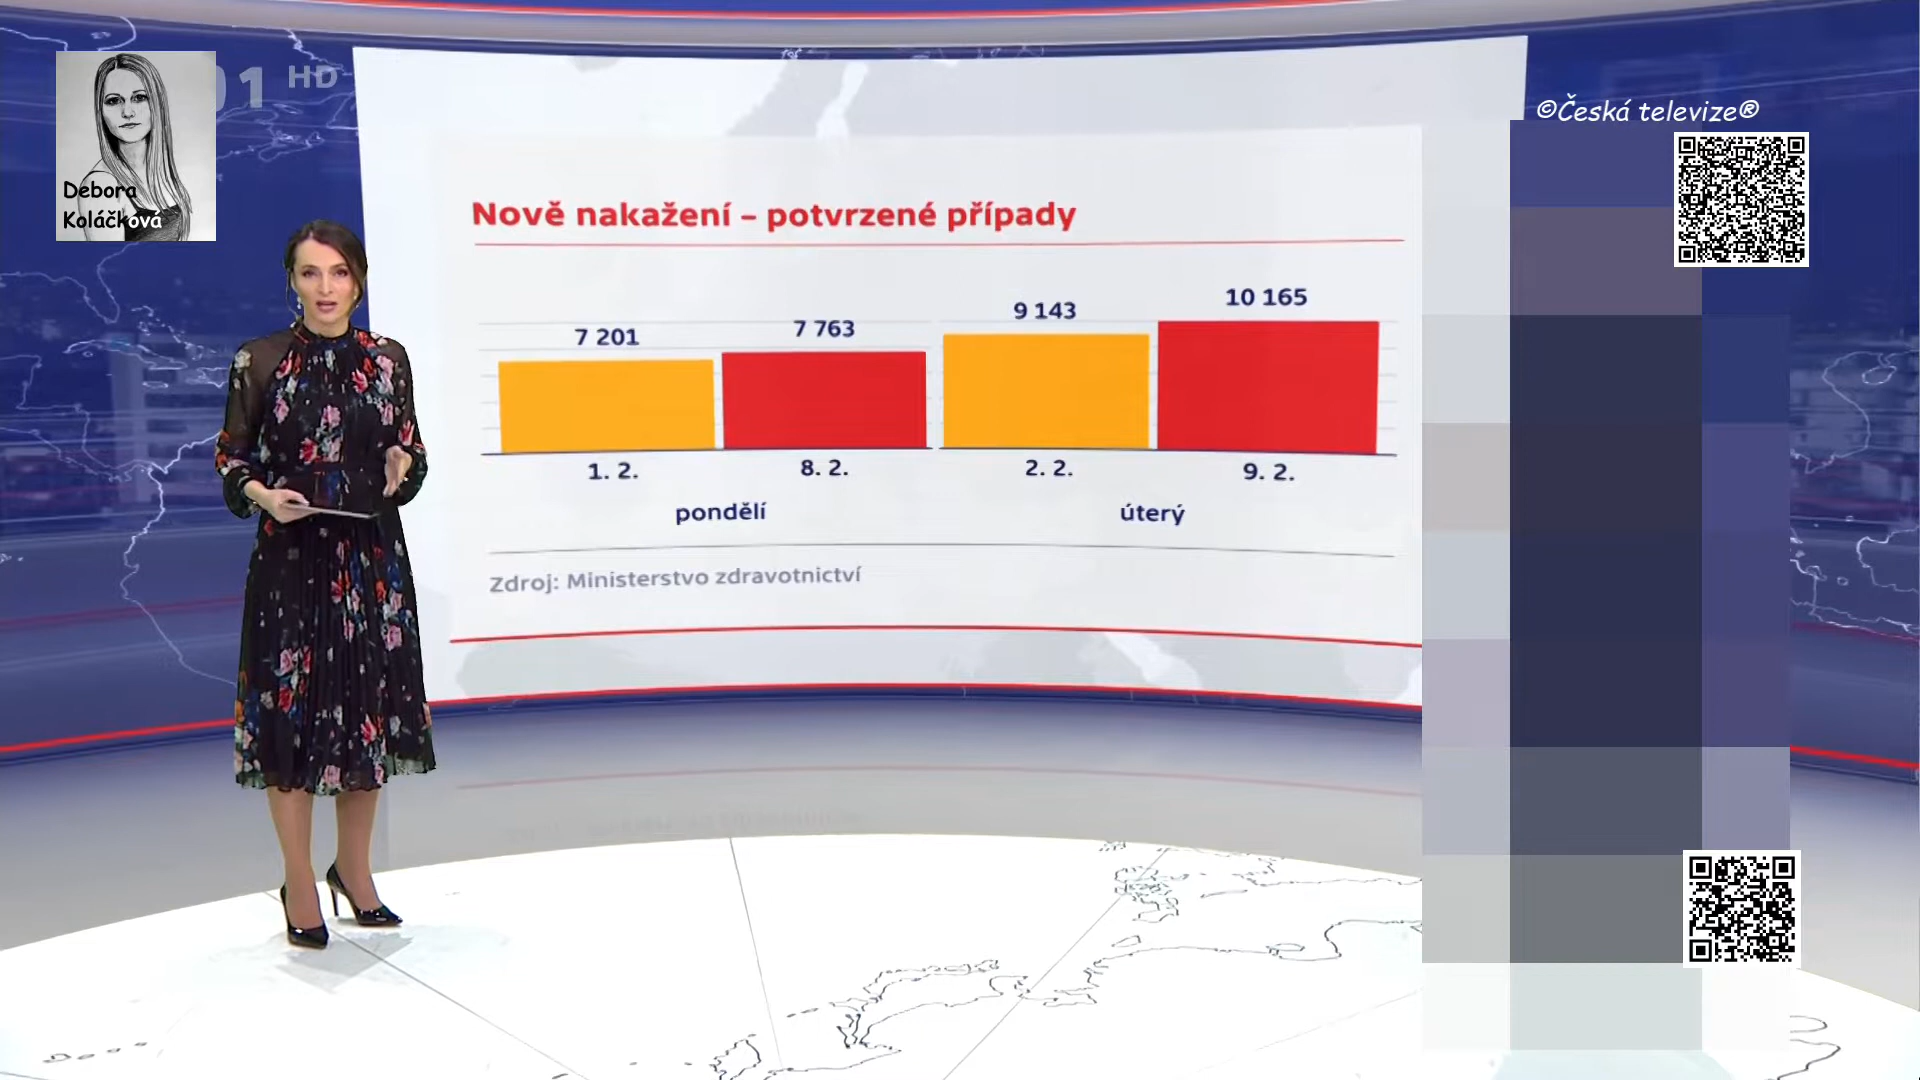 1 HD
Debora
Koláčková
©Česká televize®
Nově nakažení – potvrzené případy
7 201
7 763
9 143
10 165
1. 2.
8. 2.
2. 2.
9. 2.
pondělí
úterý
Zdroj: Ministerstvo zdravotnictví